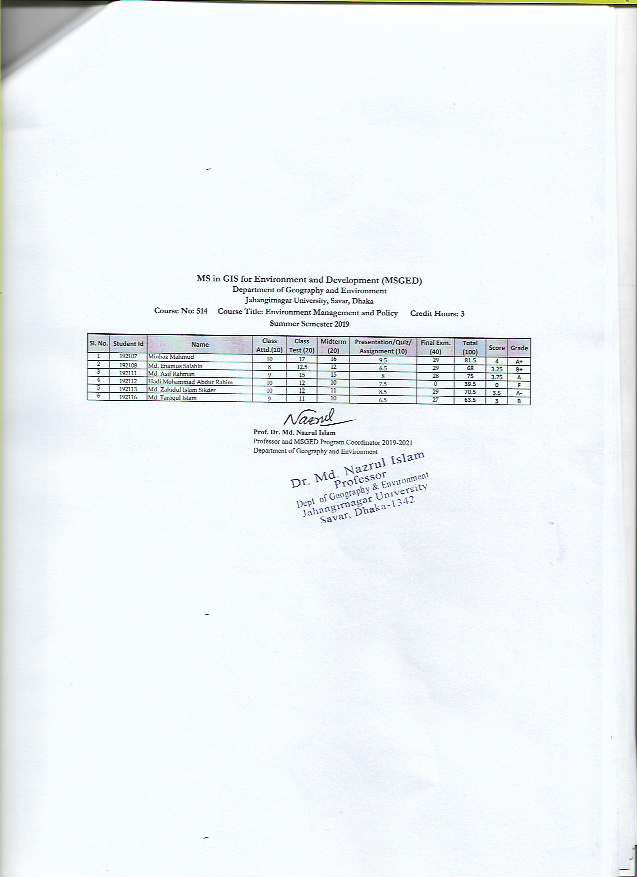 MS in GIS for Environment and Development (MSGED)
Department of Geography and Environment
Jahangirnagar University, Savar, Dhaka
Course No: 514 Course Title: Environment Management and Policy Credit Hours: 3
Summer Semester 2019
Sl. No. Student Id Name Class Attd.(10) Class Test (20) Midterm (20) Presentation/Quiz/ Assignment (10) Final Exm. (40) Total (100) Score Grade
1 192107 Mahmud 10 17 16 9.5 29 81.5 4 A+
2 192108 Md. Salahin 8 12.5 12 6.5 29 68 3.25 B+
3 192111 Md. Asif Rahman 9 15 15 8 28 75 3.75 A
4 192112 Hadi Mohammad Abdur Rahim 10 12 10 7.5 0 39.5 0 F
5 192113 Md. Zahidul Islam Sikder 10 12 11 8.5 29 70.5 3.5 A-
6 192116 Md. Tareq​ul Islam 9 11 10 6.5 27 63.5 3 B
Nazrul
Prof. Dr. Md. Nazrul Islam
Professor and MSGED Program Coordinator 2019-2021
Department of Geography and Environment
Dr. Md. Nazrul Islam
Professor
Dept of Geography & Environment
Jahangirnagar University
Savar, Dhaka-1342